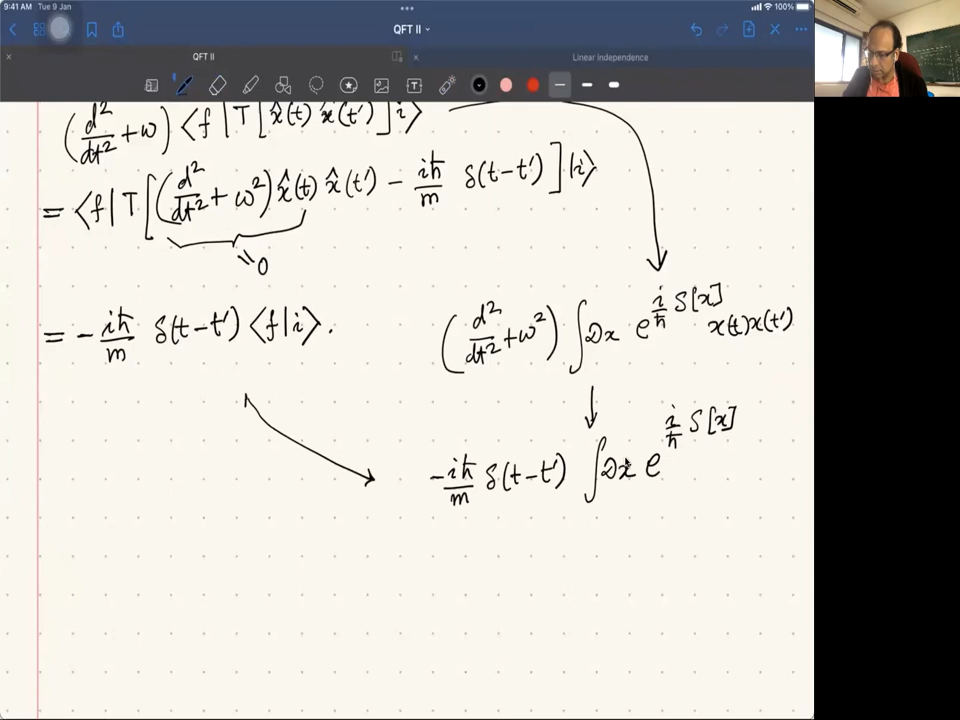 9:41 AM Tue 9 Jan
100%
QFT II
QFT II
Linear independence
(d²/dt² + ω) ⟨f|T[x̂(t) x̂(t′)]i⟩
= ⟨f|T[(d²/dt² + ω²) x̂(t) x̂(t′) − iħ/m δ(t−t′)]|i⟩
= 0
= − iħ/m δ(t−t′) ⟨f|i⟩.
(d²/dt² + ω²) ∫𝒟x e^{i/ħ S[x]} x(t)x(t′)
−iħ/m δ(t−t′) ∫𝒟x e^{i/ħ S[x]}